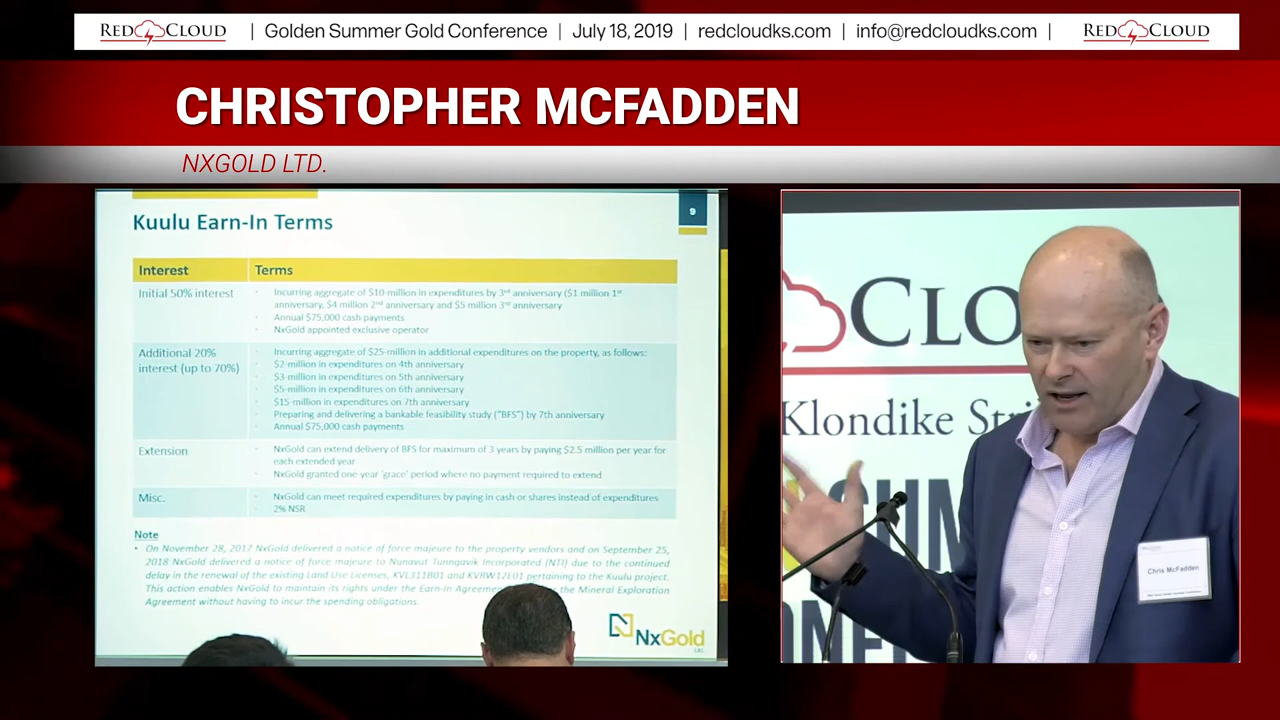 RED CLOUD | Golden Summer Gold Conference | July 18, 2019 | redcloudks.com | info@redcloudks.com | RED CLOUD
CHRISTOPHER MCFADDEN
NXGOLD LTD.
Kuulu Earn-In Terms
9
Interest Terms
Initial 50% interest
Incurring aggregate of $10-million in expenditures by 3rd anniversary ($1 million 1st
anniversary, $4 million 2nd anniversary and $5 million 3rd anniversary
Annual $75,000 cash payments
NxGold appointed exclusive operator
Additional 20%
interest (up to 70%)
Incurring aggregate of $25-million in additional expenditures on the property, as follows:
$2-million in expenditures on 4th anniversary
$3-million in expenditures on 5th anniversary
$5-million in expenditures on 6th anniversary
$15-million in expenditures on 7th anniversary
Preparing and delivering a bankable feasibility study ("BFS") by 7th anniversary
Annual $75,000 cash payments
Extension
NxGold can extend delivery of BFS for maximum of 3 years by paying $2.5 million per year for
each extended year
NxGold granted one-year 'grace' period where no payment required to extend
Misc.
NxGold can meet required expenditures by paying in cash or shares instead of expenditures
2% NSR
Note
• On November 28, 2017 NxGold delivered a notice of force majeure to the property vendors and on September 25,
2018 NxGold delivered a notice of force majeure to Nunavut Tunngavik Incorporated (NTI) due to the continued
delay in the renewal of the existing Land Use Licenses, KVL311B01 and KVRW12E01 pertaining to the Kuulu project.
This action enables NxGold to maintain its rights under the Earn-In the Mineral Exploration
Agreement without having to incur the spending obligations.
NxGold
Ltd.
CLO
Klondike
Chris McFadden